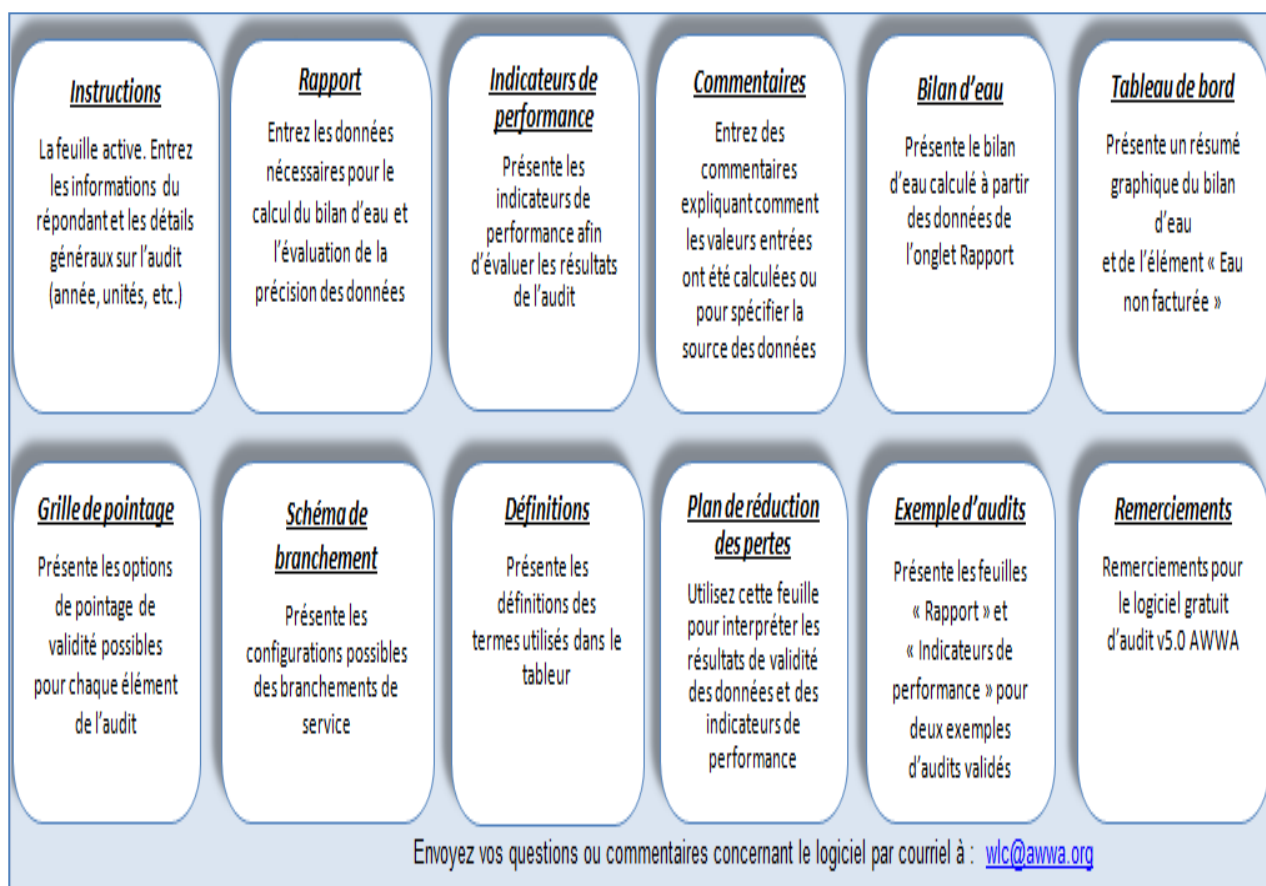 Instructions
La feuille active. Entrez
les informations du
répondant et les détails
généraux sur l'audit
(année, unités, etc.)
Rapport
Entrez les données
nécessaires pour le
calcul du bilan d'eau et
l'évaluation de la
précision des données
Indicateurs de
performance
Présente les
indicateurs de
performance afin
d'évaluer les résultats
de l'audit
Commentaires
Entrez des
commentaires
expliquant comment
les valeurs entrées
ont été calculées ou
pour spécifier la
source des données
Bilan d'eau
Présente le bilan
d'eau calculé à partir
des données de
l'onglet Rapport
Tableau de bord
Présente un résumé
graphique du bilan
d'eau
et de l'élément « Eau
non facturée »
Grille de pointage
Présente les options
de pointage de
validité possibles
pour chaque élément
de l'audit
Schéma de
branchement
Présente les
configurations possibles
des branchements de
service
Définitions
Présente les
définitions des
termes utilisés dans le
tableur
Plan de réduction
des pertes
Utilisez cette feuille
pour interpréter les
résultats de validité
des données et des
indicateurs de
performance
Exemple d'audits
Présente les feuilles
« Rapport » et
« Indicateurs de
performance » pour
deux exemples
d'audits validés
Remerciements
Remerciements pour
le logiciel gratuit
d'audit v5.0 AWWA
Envoyez vos questions ou commentaires concernant le logiciel par courriel à : wlc@awwa.org